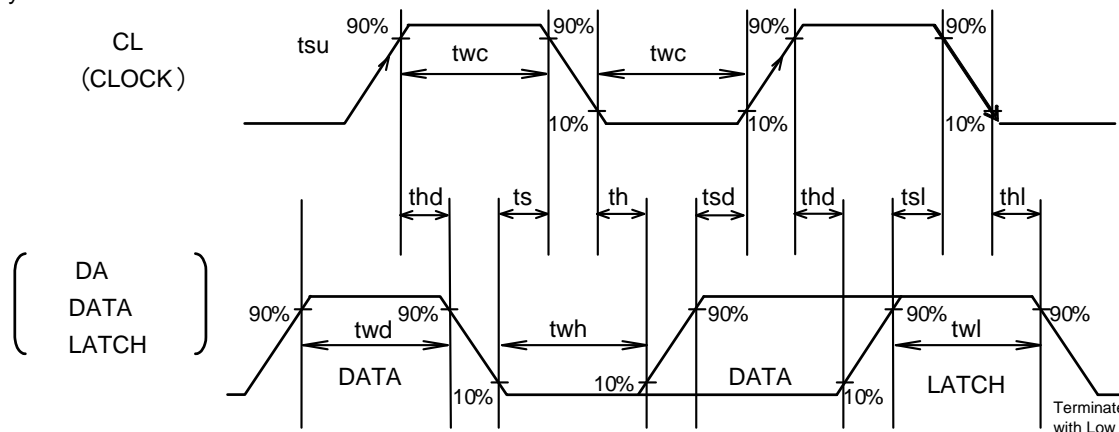 90% 90% 90% 90%
CL
(CLOCK)
tsu
twc twc
10% 10% 10%
thd ts th tsd thd tsl thl
DA
DATA
LATCH
90% 90% 90% 90% 90%
twd twh twl
DATA DATA LATCH
10% 10% 10%
Terminate
with Low